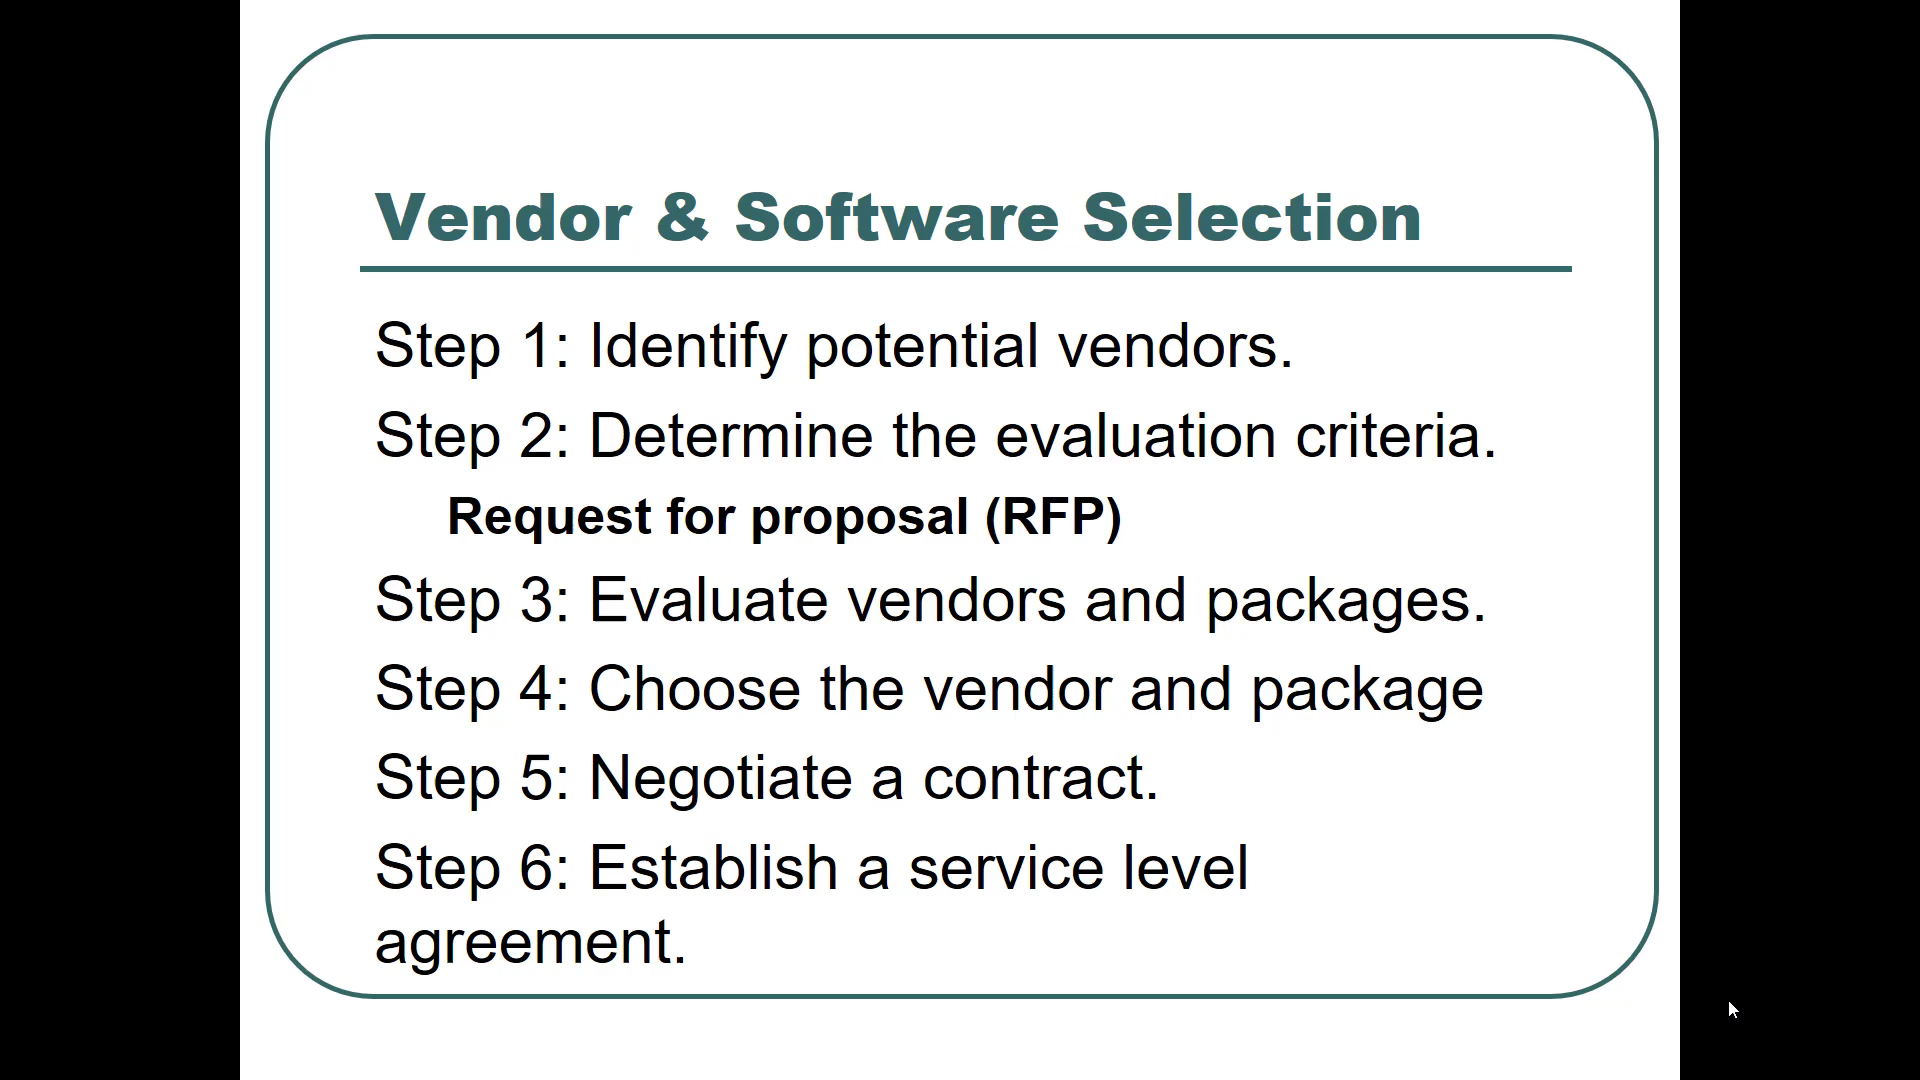 Vendor & Software Selection
Step 1: Identify potential vendors.
Step 2: Determine the evaluation criteria.
Request for proposal (RFP)
Step 3: Evaluate vendors and packages.
Step 4: Choose the vendor and package
Step 5: Negotiate a contract.
Step 6: Establish a service level
agreement.